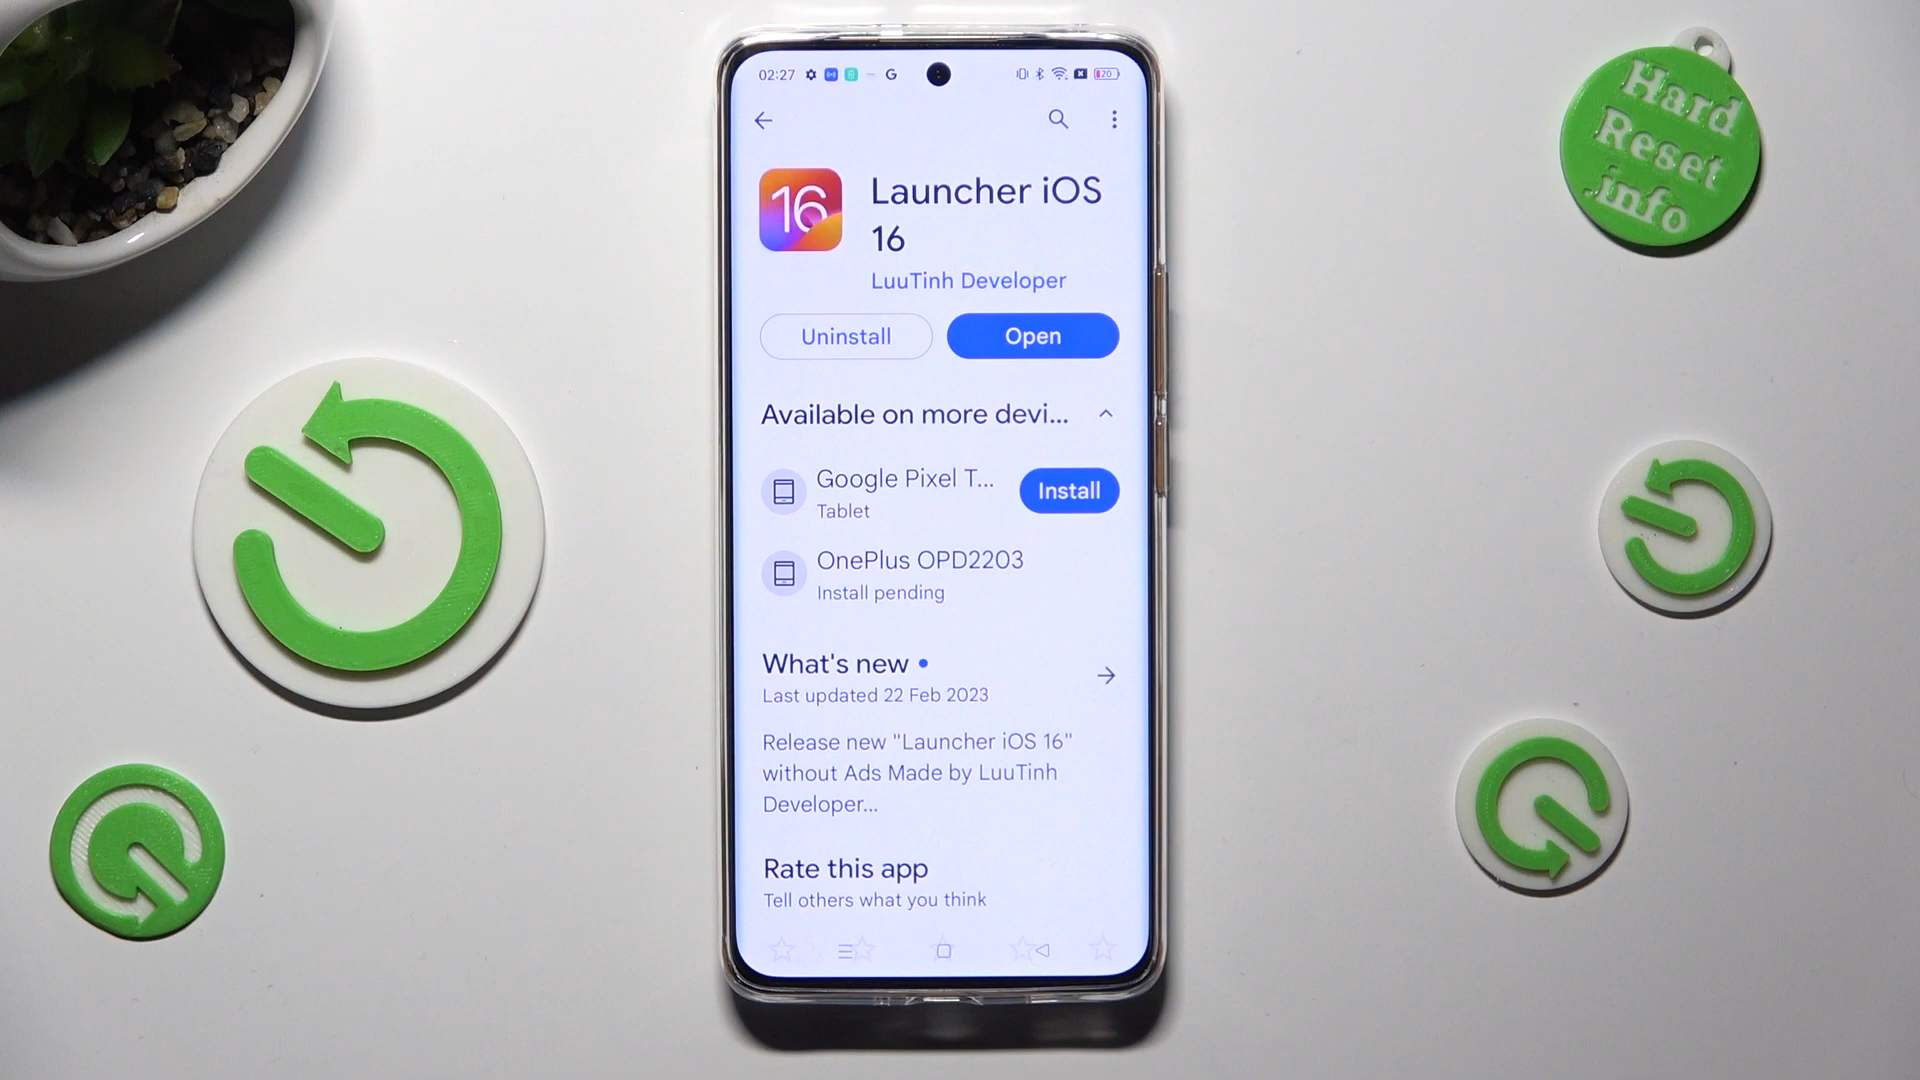 02:27 G 20
16
Launcher iOS
16
LuuTinh Developer
Uninstall Open
Available on more devi...
Google Pixel T...
Tablet
Install
OnePlus OPD2203
Install pending
What's new
Last updated 22 Feb 2023
Release new "Launcher iOS 16"
without Ads Made by LuuTinh
Developer...
Rate this app
Tell others what you think
Hard
Reset
.info